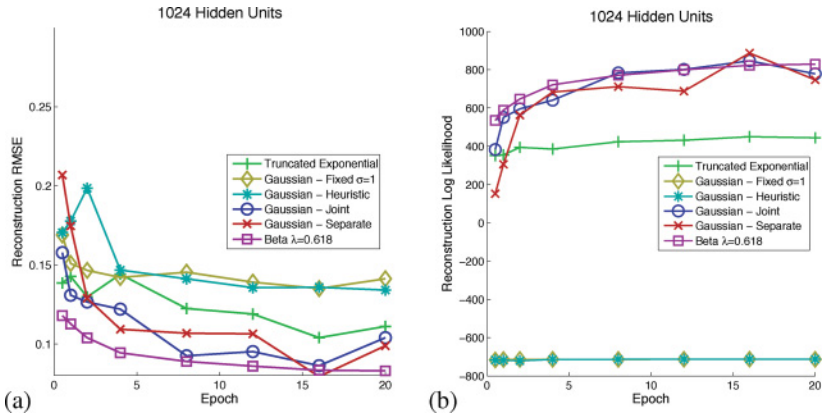 1024 Hidden Units
0.25
0.2
0.15
0.1
Reconstruction RMSE
Truncated Exponential
Gaussian – Fixed σ=1
Gaussian – Heuristic
Gaussian – Joint
Gaussian – Separate
Beta λ=0.618
0 5 10 15 20
Epoch
(a)
1024 Hidden Units
1000
800
600
400
200
0
−200
−400
−600
−800
Reconstruction Log Likelihood
Truncated Exponential
Gaussian – Fixed σ=1
Gaussian – Heuristic
Gaussian – Joint
Gaussian – Separate
Beta λ=0.618
0 5 10 15 20
Epoch
(b)